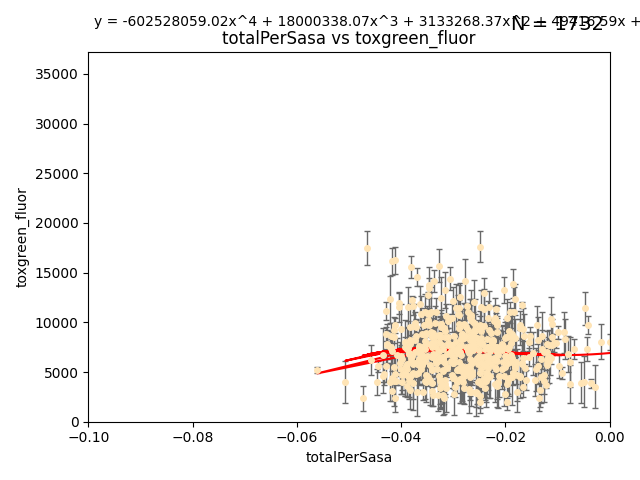 y = -602528059.02x^4 + 18000338.07x^3 + 3133268.37x^2 + 49416.59x +
N = 1732
totalPerSasa vs toxgreen_fluor
35000
30000
25000
20000
15000
10000
5000
0
toxgreen_fluor
−0.10
−0.08
−0.06
−0.04
−0.02
0.00
totalPerSasa